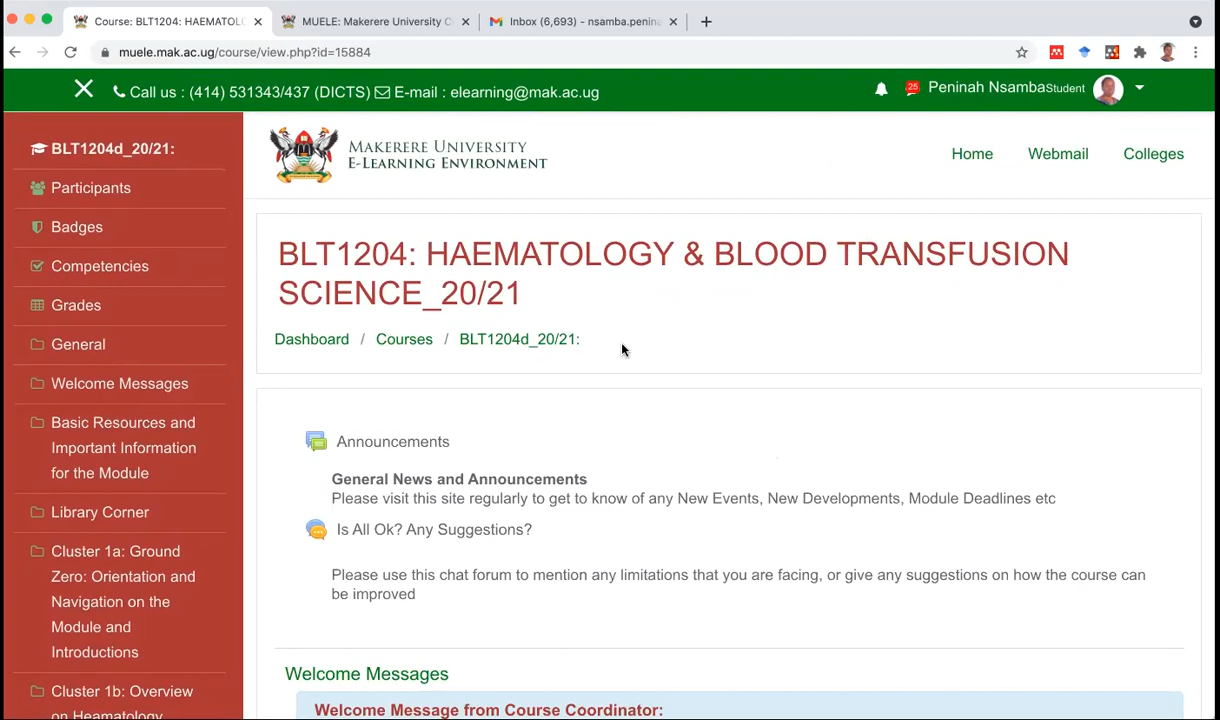 Course: BLT1204: HAEMATOL
MUELE: Makerere University
Inbox (6,693) - nsamba.penin
muele.mak.ac.ug/course/view.php?id=15884
Call us : (414) 531343/437 (DICTS) E-mail : elearning@mak.ac.ug
25
Peninah NsambaStudent
BLT1204d_20/21:
Participants
Badges
Competencies
Grades
General
Welcome Messages
Basic Resources and
Important Information
for the Module
Library Corner
Cluster 1a: Ground
Zero: Orientation and
Navigation on the
Module and
Introductions
Cluster 1b: Overview
on Heamatology
MAKERERE UNIVERSITY
E-LEARNING ENVIRONMENT
Home
Webmail
Colleges
BLT1204: HAEMATOLOGY & BLOOD TRANSFUSION
SCIENCE_20/21
Dashboard / Courses / BLT1204d_20/21:
Announcements
General News and Announcements
Please visit this site regularly to get to know of any New Events, New Developments, Module Deadlines etc
Is All Ok? Any Suggestions?
Please use this chat forum to mention any limitations that you are facing, or give any suggestions on how the course can
be improved
Welcome Messages
Welcome Message from Course Coordinator: